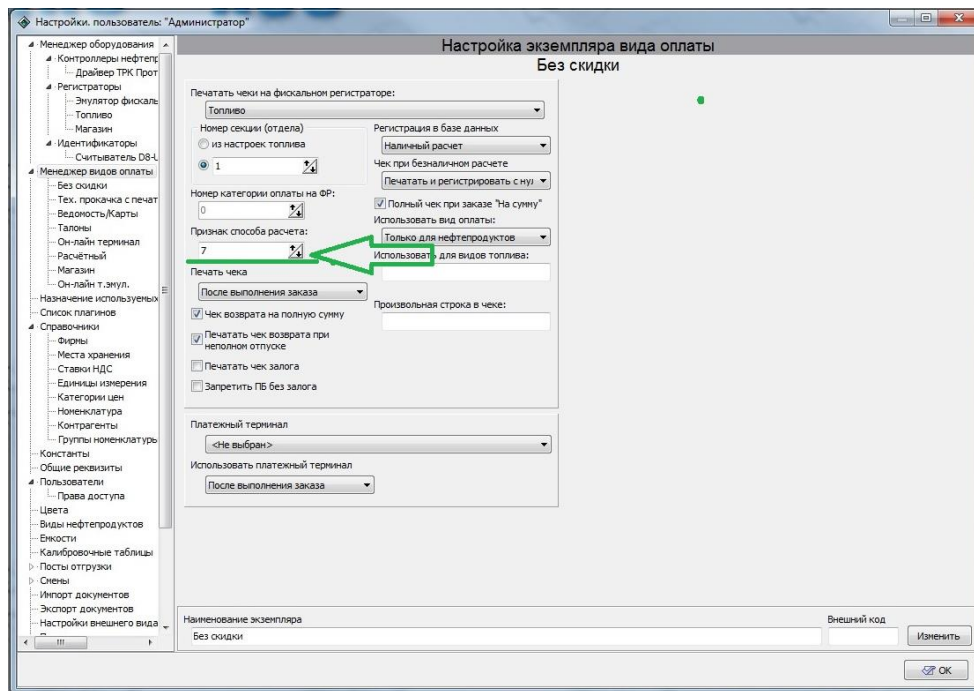 Настройки. пользователь: "Администратор"
Менеджер оборудования
Контроллеры нефтепр
Драйвер ТРК Прот
Регистраторы
Эмулятор фискаль
Топливо
Магазин
Идентификаторы
Считыватель D8-U
Менеджер видов оплаты
Без скидки
Тех. прокачка с печат
Ведомость/Карты
Талоны
Он-лайн терминал
Расчётный
Магазин
Он-лайн т.эмул.
Назначение используемых
Список плагинов
Справочники
Фирмы
Места хранения
Ставки НДС
Единицы измерения
Категории цен
Номенклатура
Контрагенты
Группы номенклатуры
Константы
Общие реквизиты
Пользователи
Права доступа
Цвета
Виды нефтепродуктов
Емкости
Калибровочные таблицы
Посты отгрузки
Смены
Импорт документов
Экспорт документов
Настройки внешнего вида
Настройка экземпляра вида оплаты
Без скидки
Печатать чеки на фискальном регистраторе:
Топливо
Номер секции (отдела)
из настроек топлива
1
Номер категории оплаты на ФР:
0
Признак способа расчета:
7
Печать чека
После выполнения заказа
Чек возврата на полную сумму
Печатать чек возврата при
неполном отпуске
Печатать чек залога
Запретить ПБ без залога
Регистрация в базе данных
Наличный расчет
Чек при безналичном расчете
Печатать и регистрировать с нул
Полный чек при заказе "На сумму"
Использовать вид оплаты:
Только для нефтепродуктов
Использовать для видов топлива:
Произвольная строка в чеке:
Платежный терминал
<Не выбран>
Использовать платежный терминал
После выполнения заказа
Наименование экземпляра
Без скидки
Внешний код
Изменить
OK